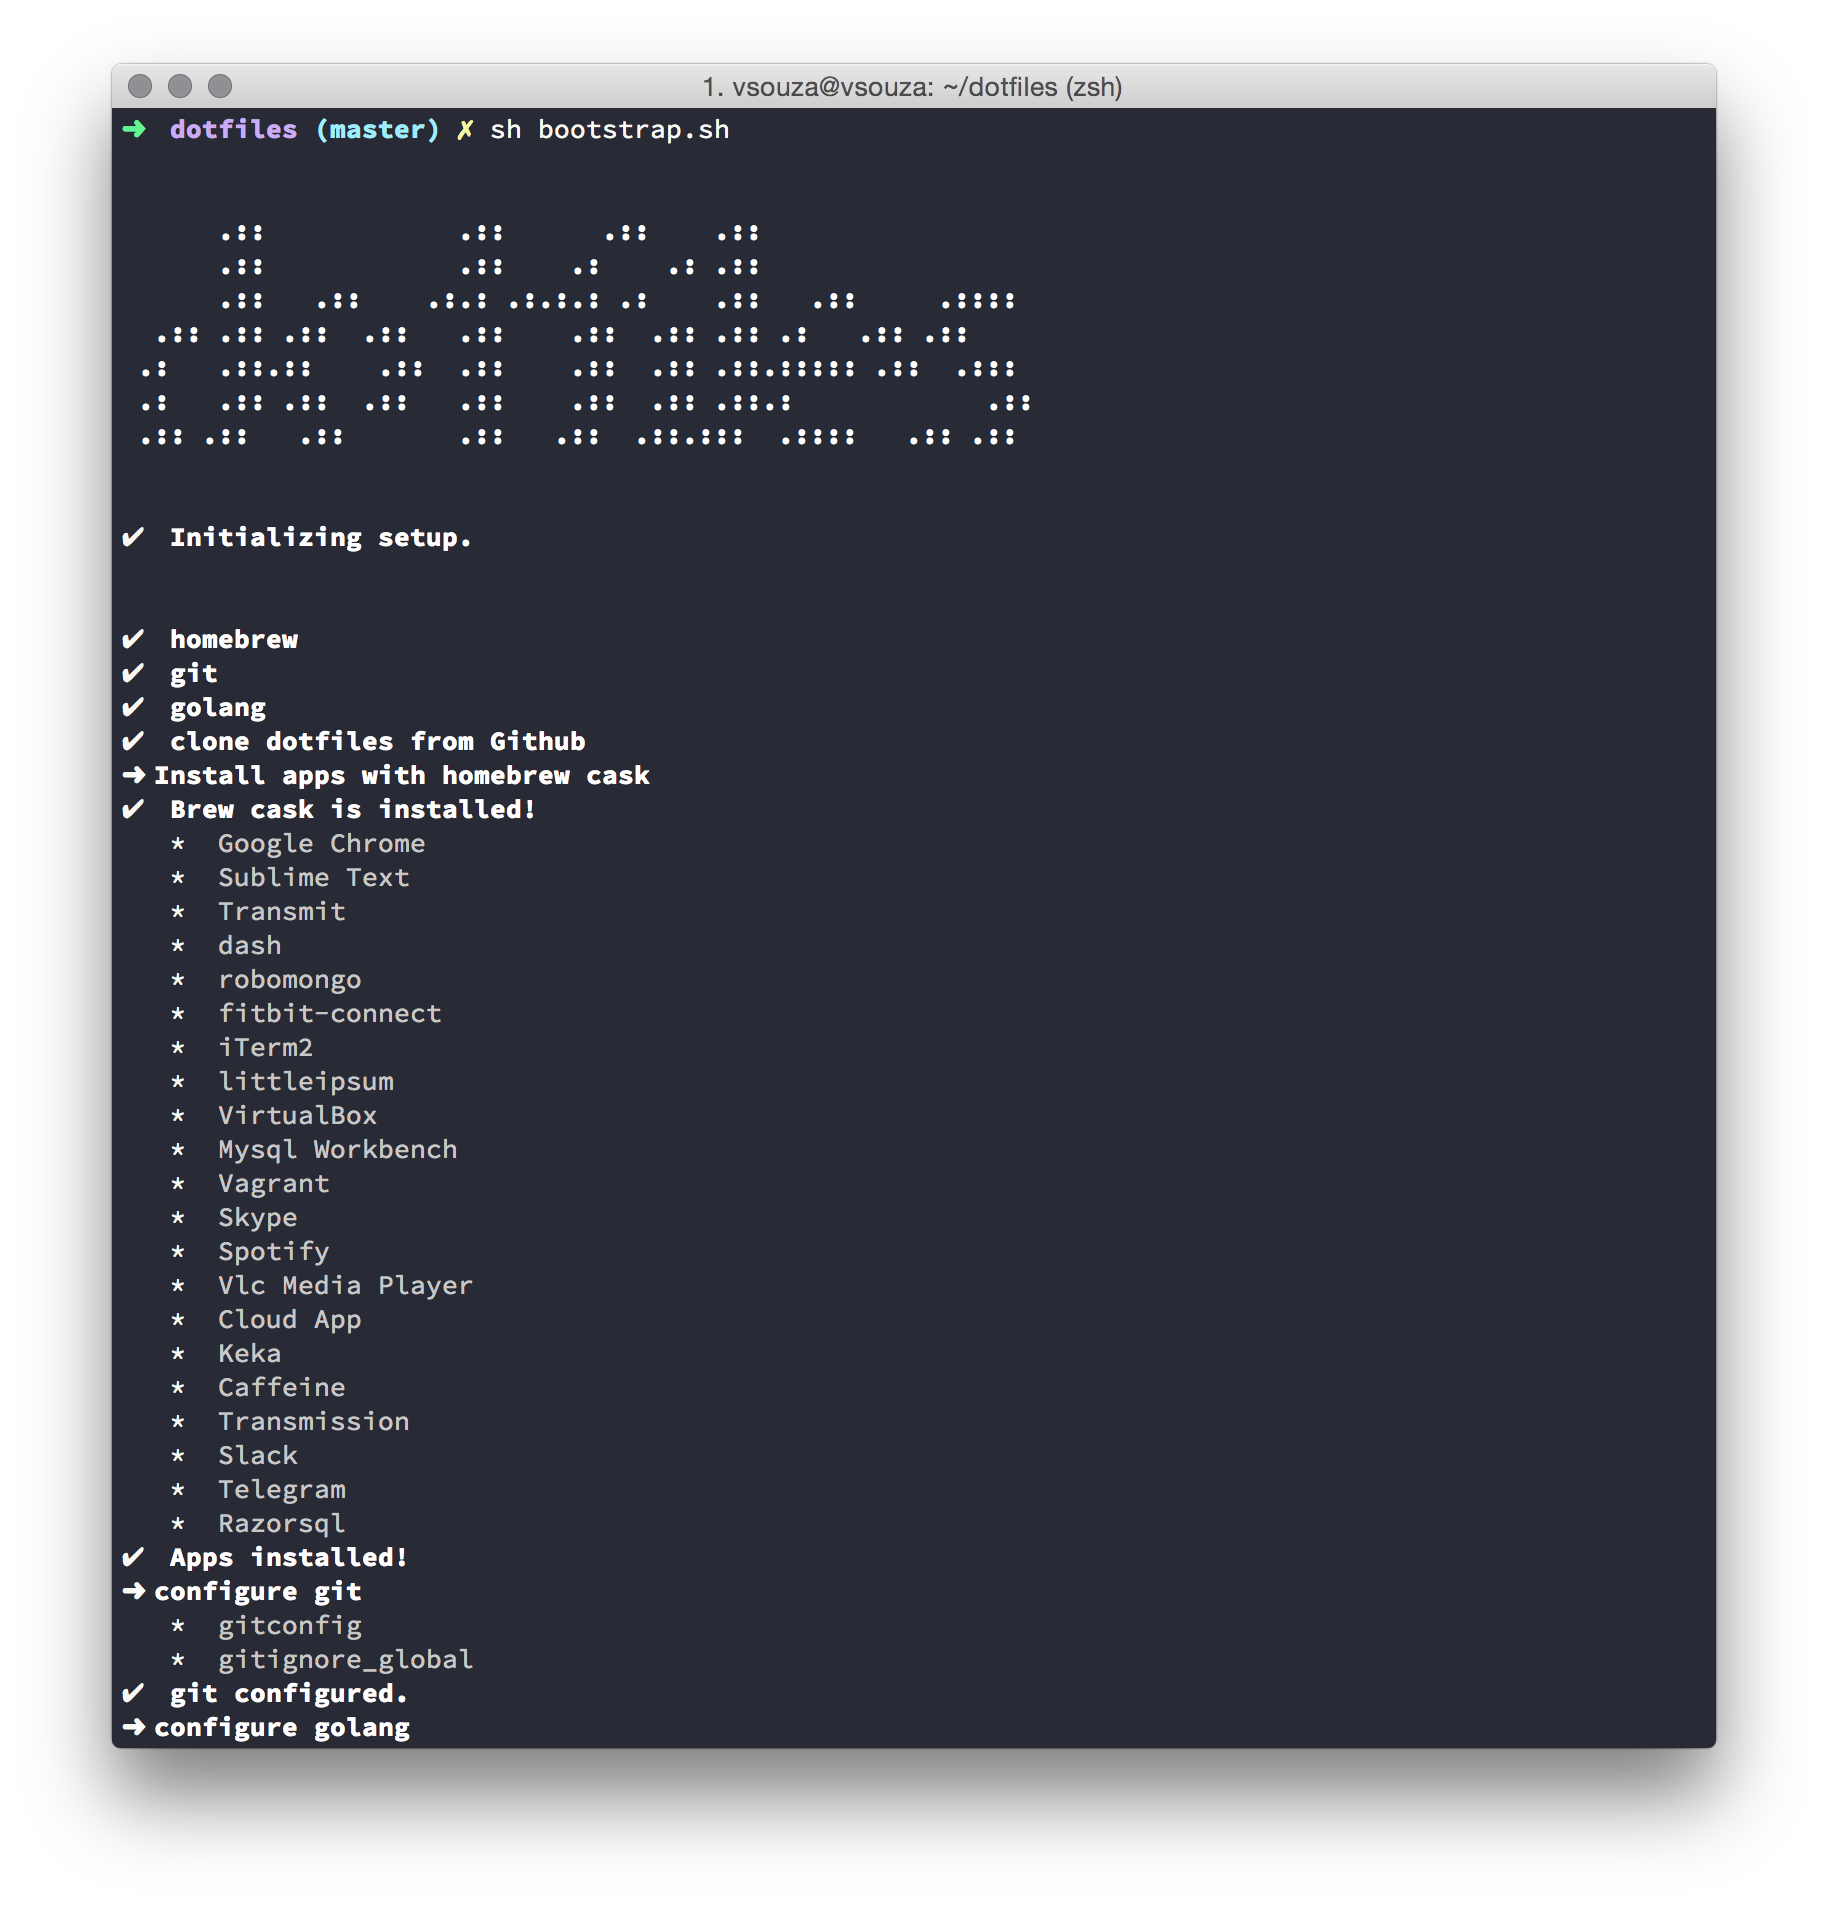 1. vsouza@vsouza: ~/dotfiles (zsh)
➜ dotfiles (master) ✗ sh bootstrap.sh
✔ Initializing setup.
✔ homebrew
✔ git
✔ golang
✔ clone dotfiles from Github
➜ Install apps with homebrew cask
✔ Brew cask is installed!
* Google Chrome
* Sublime Text
* Transmit
* dash
* robomongo
* fitbit-connect
* iTerm2
* littleipsum
* VirtualBox
* Mysql Workbench
* Vagrant
* Skype
* Spotify
* Vlc Media Player
* Cloud App
* Keka
* Caffeine
* Transmission
* Slack
* Telegram
* Razorsql
✔ Apps installed!
➜ configure git
* gitconfig
* gitignore_global
✔ git configured.
➜ configure golang